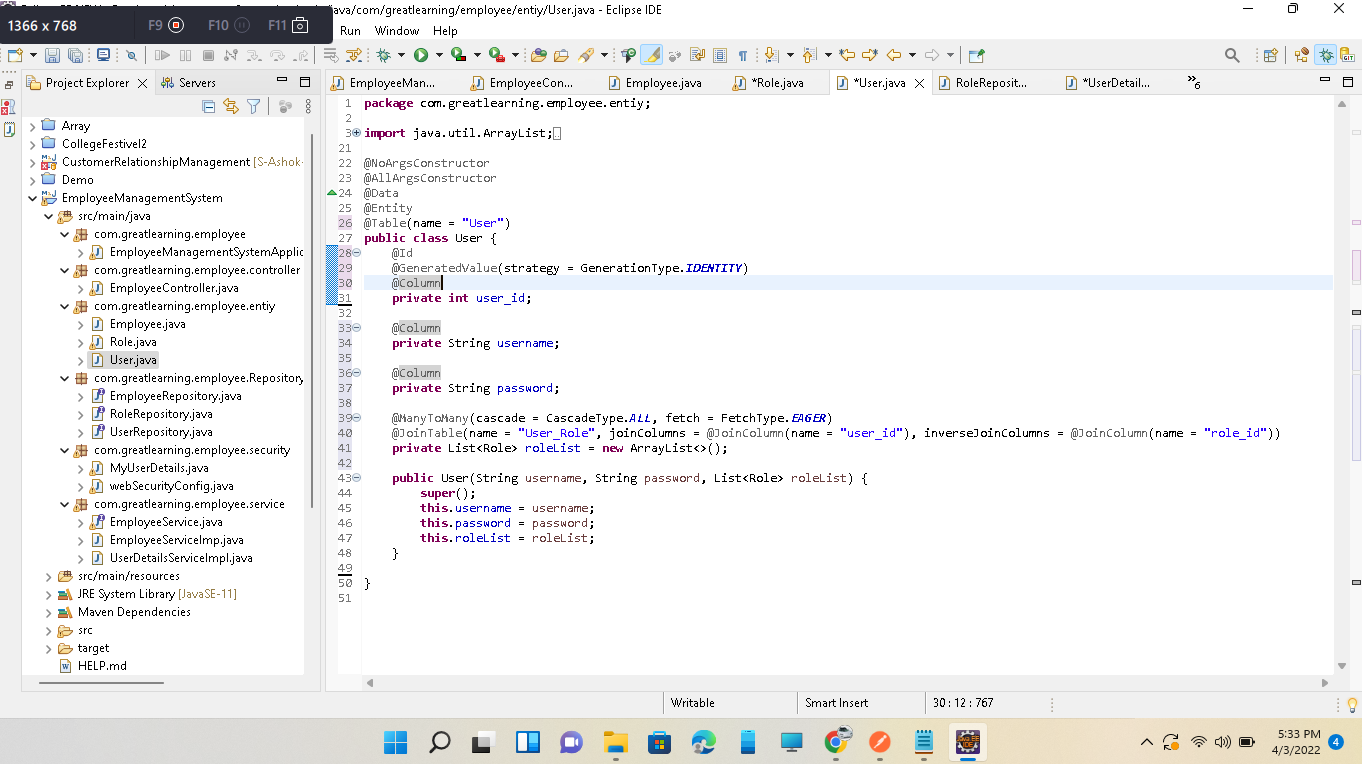 1366 x 768
F9
F10
F11
java/com/greatlearning/employee/entiy/User.java - Eclipse IDE
Run Window Help
Project Explorer
Servers
Array
CollegeFestivel2
CustomerRelationshipManagement [S-Ashok-
Demo
EmployeeManagementSystem
src/main/java
com.greatlearning.employee
EmployeeManagementSystemApplic
com.greatlearning.employee.controller
EmployeeController.java
com.greatlearning.employee.entiy
Employee.java
Role.java
User.java
com.greatlearning.employee.Repository
EmployeeRepository.java
RoleRepository.java
UserRepository.java
com.greatlearning.employee.security
MyUserDetails.java
webSecurityConfig.java
com.greatlearning.employee.service
EmployeeService.java
EmployeeServiceImp.java
UserDetailsServiceImpl.java
src/main/resources
JRE System Library [JavaSE-11]
Maven Dependencies
src
target
HELP.md
EmployeeMan...
EmployeeCon...
Employee.java
*Role.java
*User.java
RoleReposit...
*UserDetail...
6
1 package com.greatlearning.employee.entiy;
2
3 import java.util.ArrayList;
21
22 @NoArgsConstructor
23 @AllArgsConstructor
24 @Data
25 @Entity
26 @Table(name = "User")
27 public class User {
28 @Id
29 @GeneratedValue(strategy = GenerationType.IDENTITY)
30 @Column
31 private int user_id;
32
33 @Column
34 private String username;
35
36 @Column
37 private String password;
38
39 @ManyToMany(cascade = CascadeType.ALL, fetch = FetchType.EAGER)
40 @JoinTable(name = "User_Role", joinColumns = @JoinColumn(name = "user_id"), inverseJoinColumns = @JoinColumn(name = "role_id"))
41 private List<Role> roleList = new ArrayList<>();
42
43 public User(String username, String password, List<Role> roleList) {
44 super();
45 this.username = username;
46 this.password = password;
47 this.roleList = roleList;
48 }
49
50 }
51
Writable
Smart Insert
30 : 12 : 767
5:33 PM
4/3/2022
4